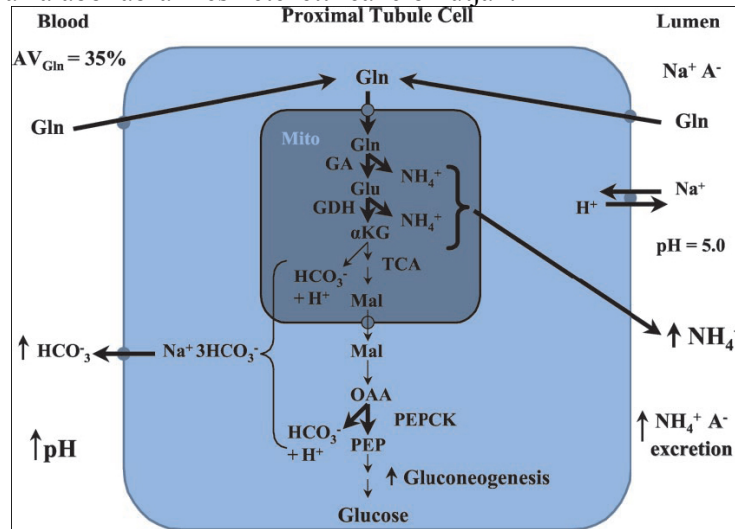 Blood
Proximal Tubule Cell
Lumen
AV Gln = 35%
Gln
Na⁺ A⁻
Gln
Gln
Mito
Gln
GA
NH₄⁺
Glu
GDH
NH₄⁺
αKG
TCA
HCO₃⁻
+ H⁺
Mal
Na⁺
H⁺
pH = 5.0
↑ NH₄
↑ HCO⁻₃
Na⁺ 3HCO₃⁻
Mal
OAA
HCO₃⁻
+ H⁺
PEPCK
PEP
↑ Gluconeogenesis
Glucose
↑pH
↑ NH₄⁺ A⁻
excretion